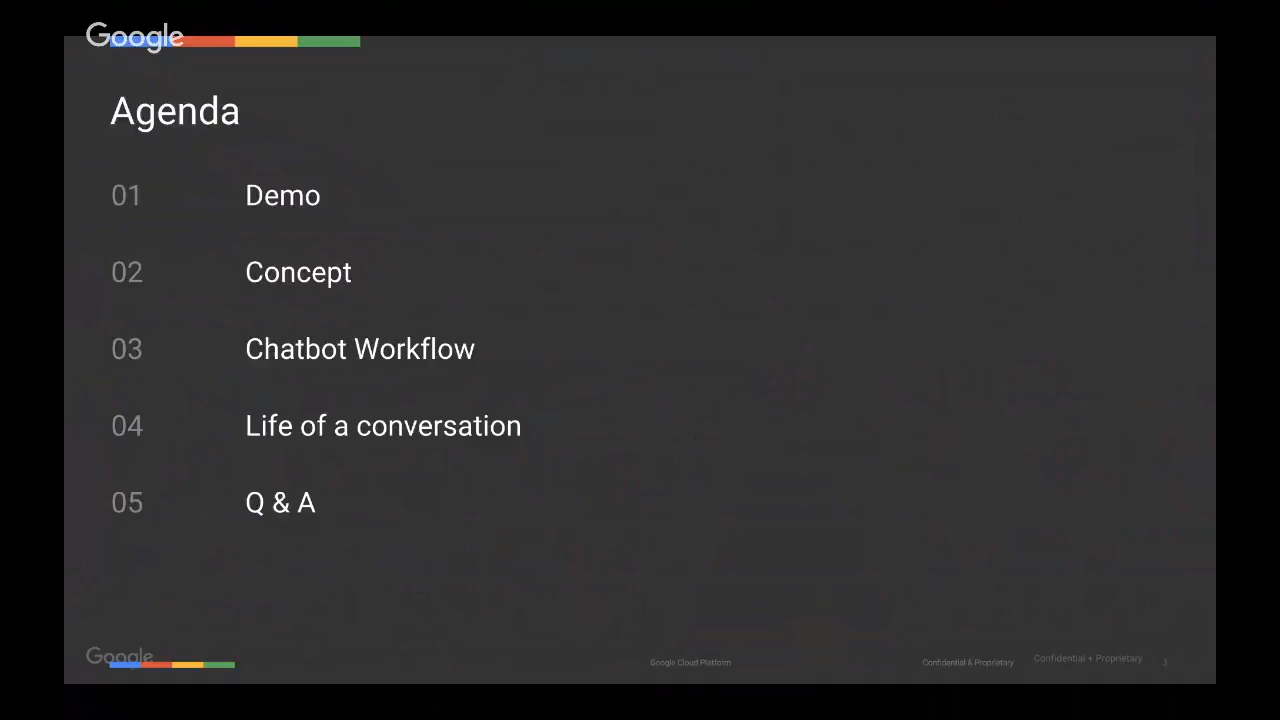 Google
Agenda
01 Demo
02 Concept
03 Chatbot Workflow
04 Life of a conversation
05 Q & A
Google
Google Cloud Platform
Confidential & Proprietary
Confidential + Proprietary
3